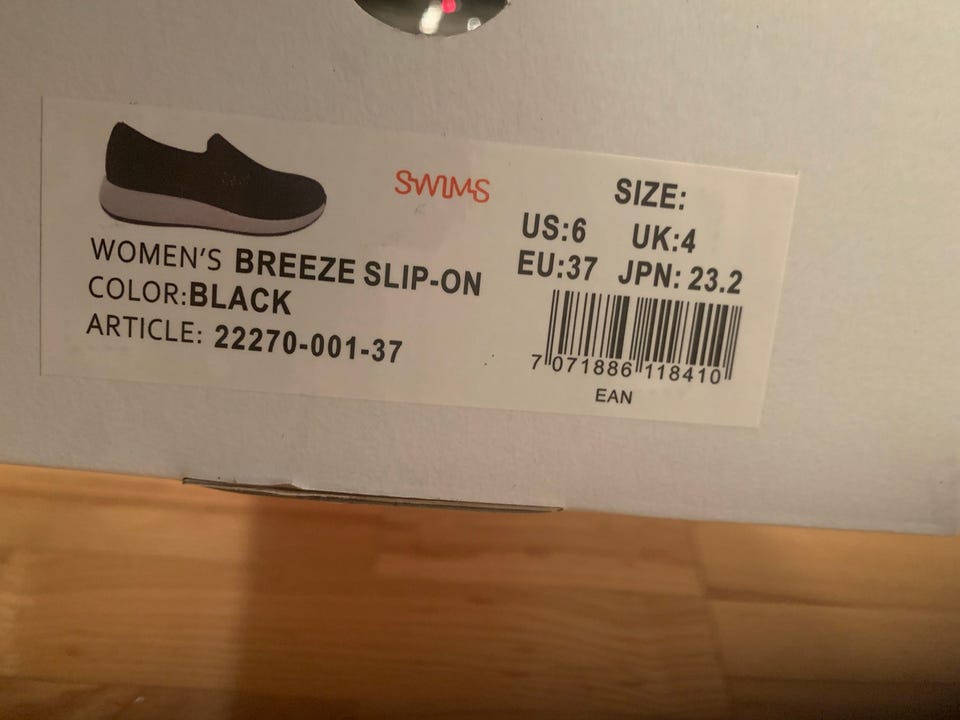 SWIMS
WOMEN'S BREEZE SLIP-ON
COLOR:BLACK
ARTICLE: 22270-001-37
SIZE:
US:6 UK:4
EU:37 JPN: 23.2
7 071886 118410
EAN